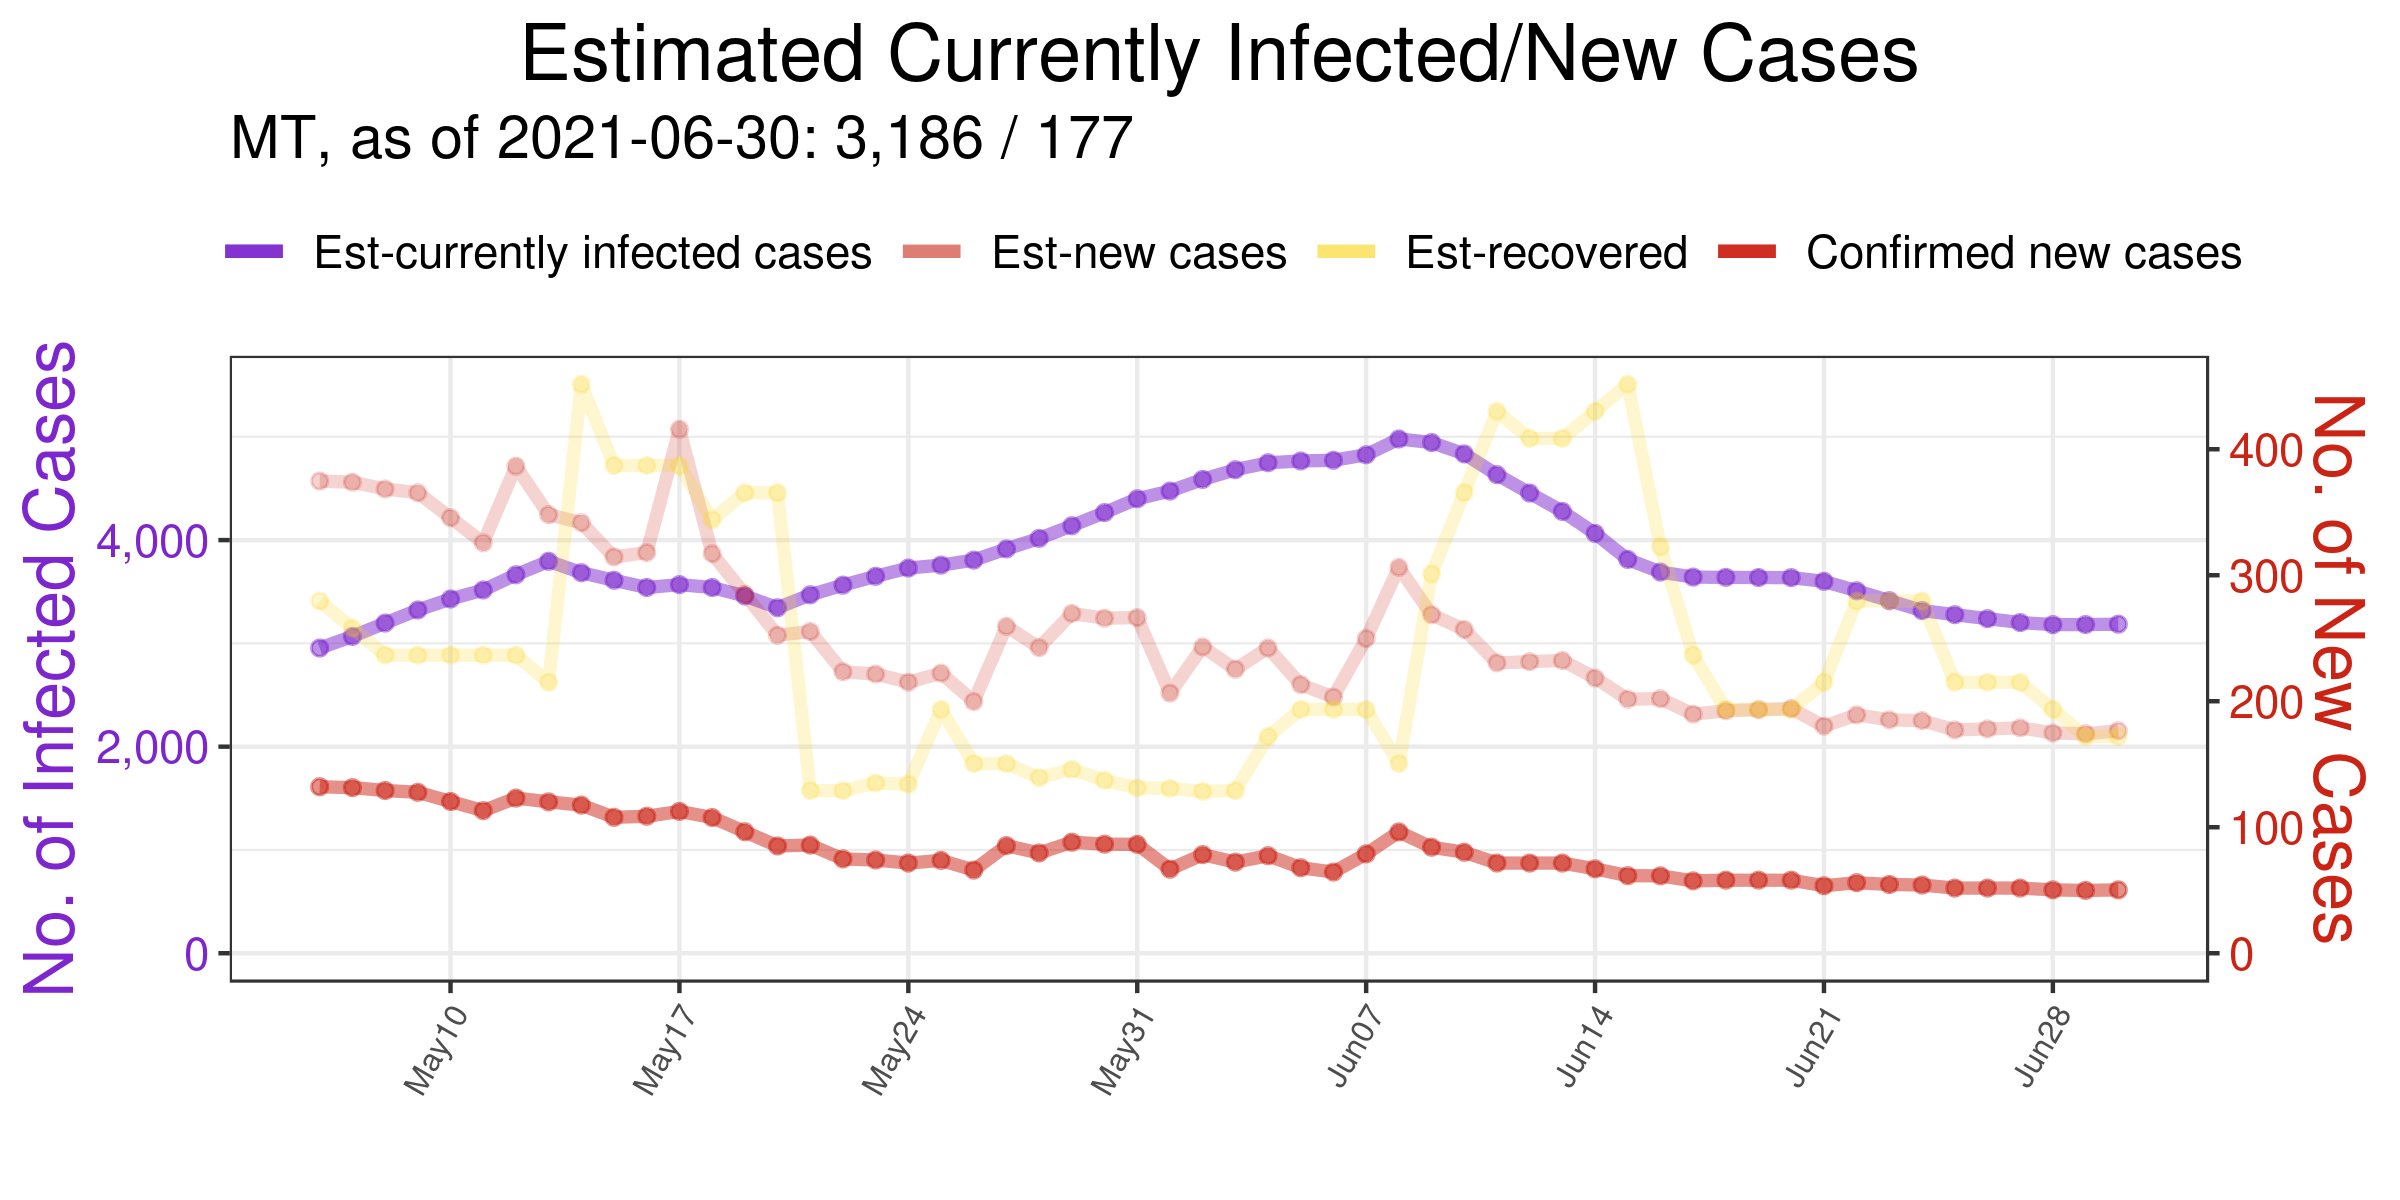 Estimated Currently Infected/New Cases
MT, as of 2021-06-30: 3,186 / 177
Est-currently infected cases
Est-new cases
Est-recovered
Confirmed new cases
No. of Infected Cases
4,000
2,000
0
No. of New Cases
400
300
200
100
0
May10
May17
May24
May31
Jun07
Jun14
Jun21
Jun28